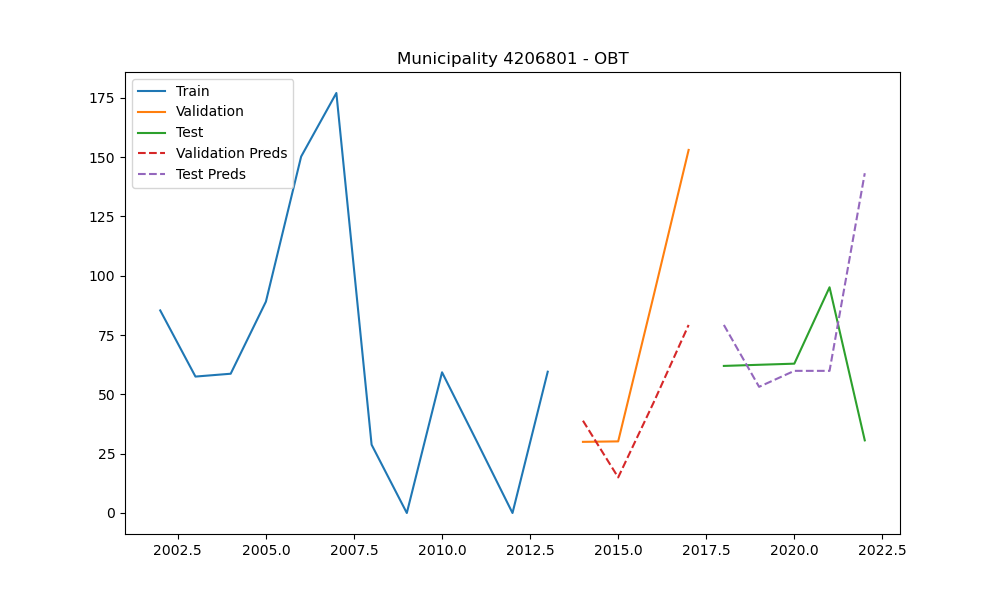 Municipality 4206801 - OBT
Train
Validation
Test
Validation Preds
Test Preds
175
150
125
100
75
50
25
0
2002.5 2005.0 2007.5 2010.0 2012.5 2015.0 2017.5 2020.0 2022.5